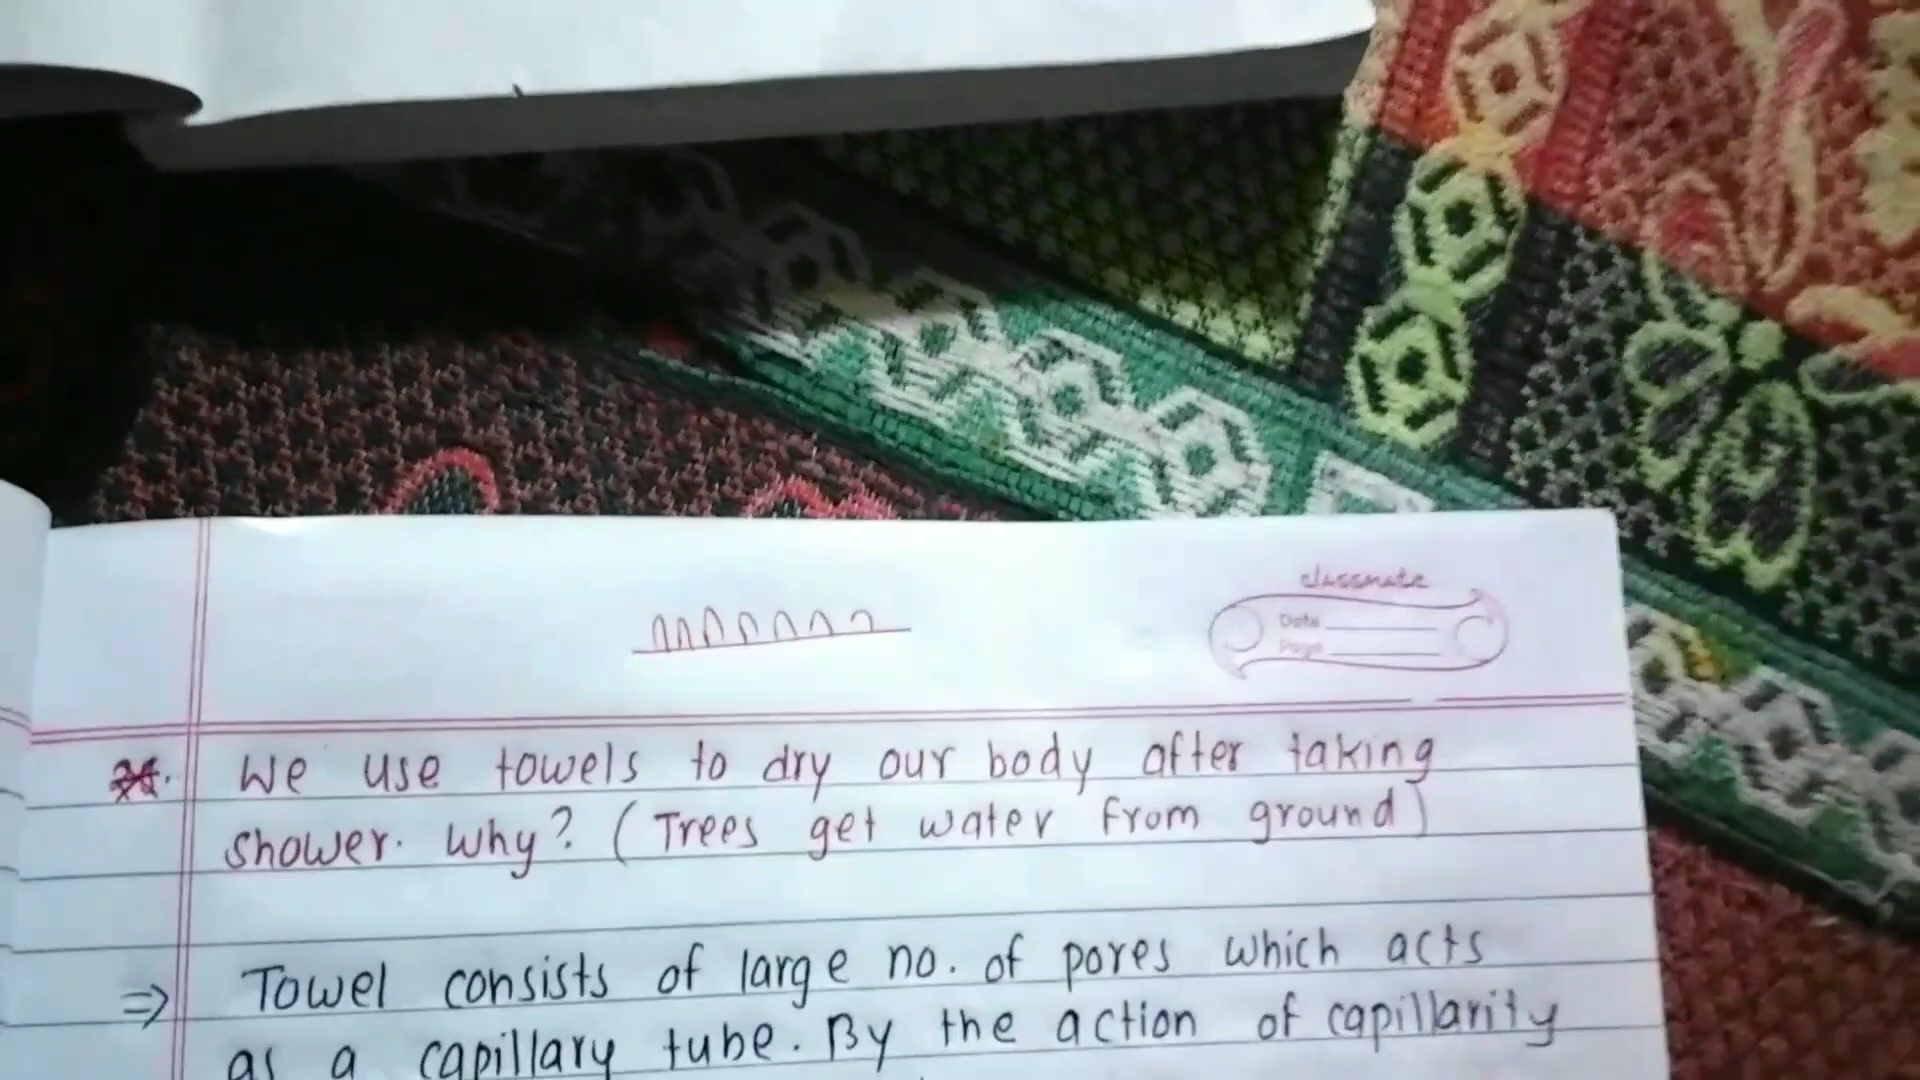 classmate
Date
Page
We use towels to dry our body after taking
shower. Why? (Trees get water from ground)
⇒ Towel consists of large no. of pores which acts
as a capillary tube. By the action of capillarity